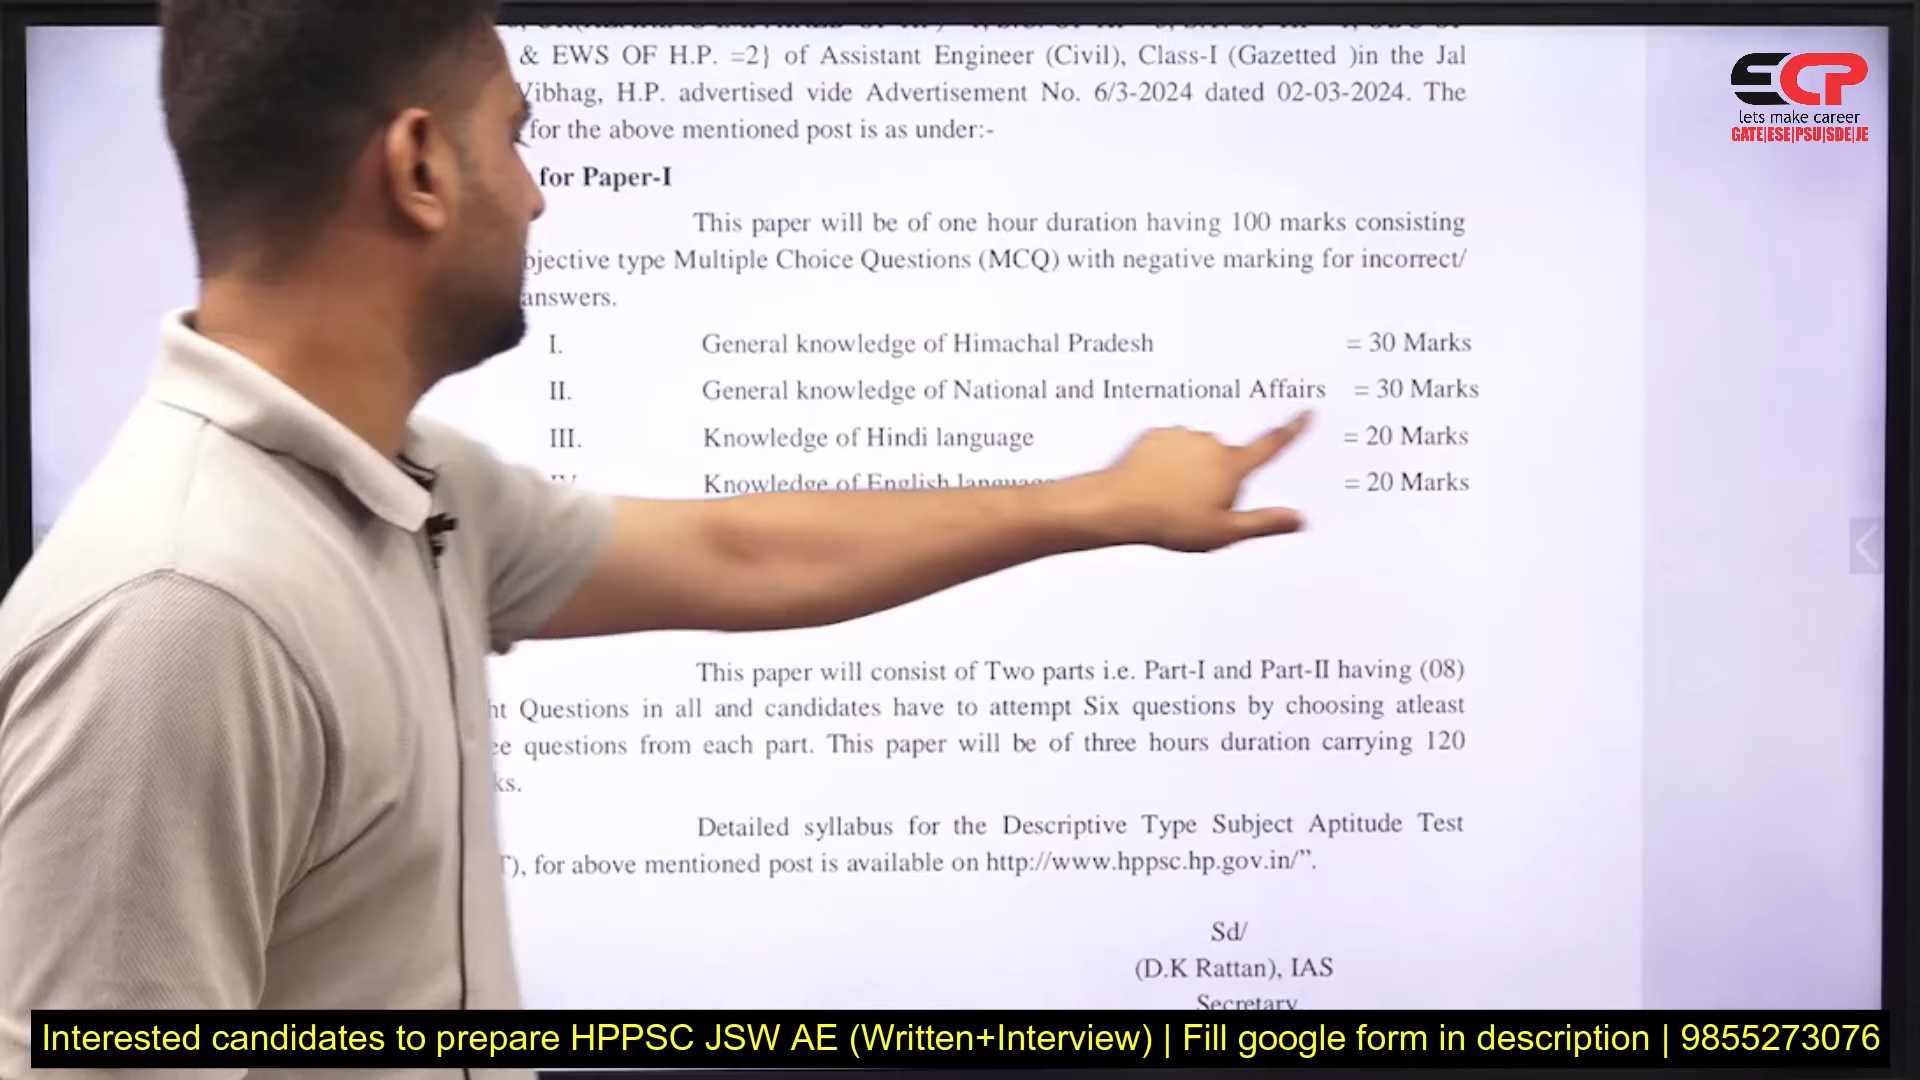 & EWS OF H.P. =2} of Assistant Engineer (Civil), Class-I (Gazetted )in the Jal
Vibhag, H.P. advertised vide Advertisement No. 6/3-2024 dated 02-03-2024. The
for the above mentioned post is as under:-
for Paper-I
This paper will be of one hour duration having 100 marks consisting
bjective type Multiple Choice Questions (MCQ) with negative marking for incorrect/
answers.
I. General knowledge of Himachal Pradesh = 30 Marks
II. General knowledge of National and International Affairs = 30 Marks
III. Knowledge of Hindi language = 20 Marks
Knowledge of English language = 20 Marks
This paper will consist of Two parts i.e. Part-I and Part-II having (08)
ht Questions in all and candidates have to attempt Six questions by choosing atleast
ee questions from each part. This paper will be of three hours duration carrying 120
ks.
Detailed syllabus for the Descriptive Type Subject Aptitude Test
T), for above mentioned post is available on http://www.hppsc.hp.gov.in/”.
Sd/
(D.K Rattan), IAS
Secretary
ECP
lets make career
GATE|ESE|PSU|SDE|JE
Interested candidates to prepare HPPSC JSW AE (Written+Interview) | Fill google form in description | 9855273076